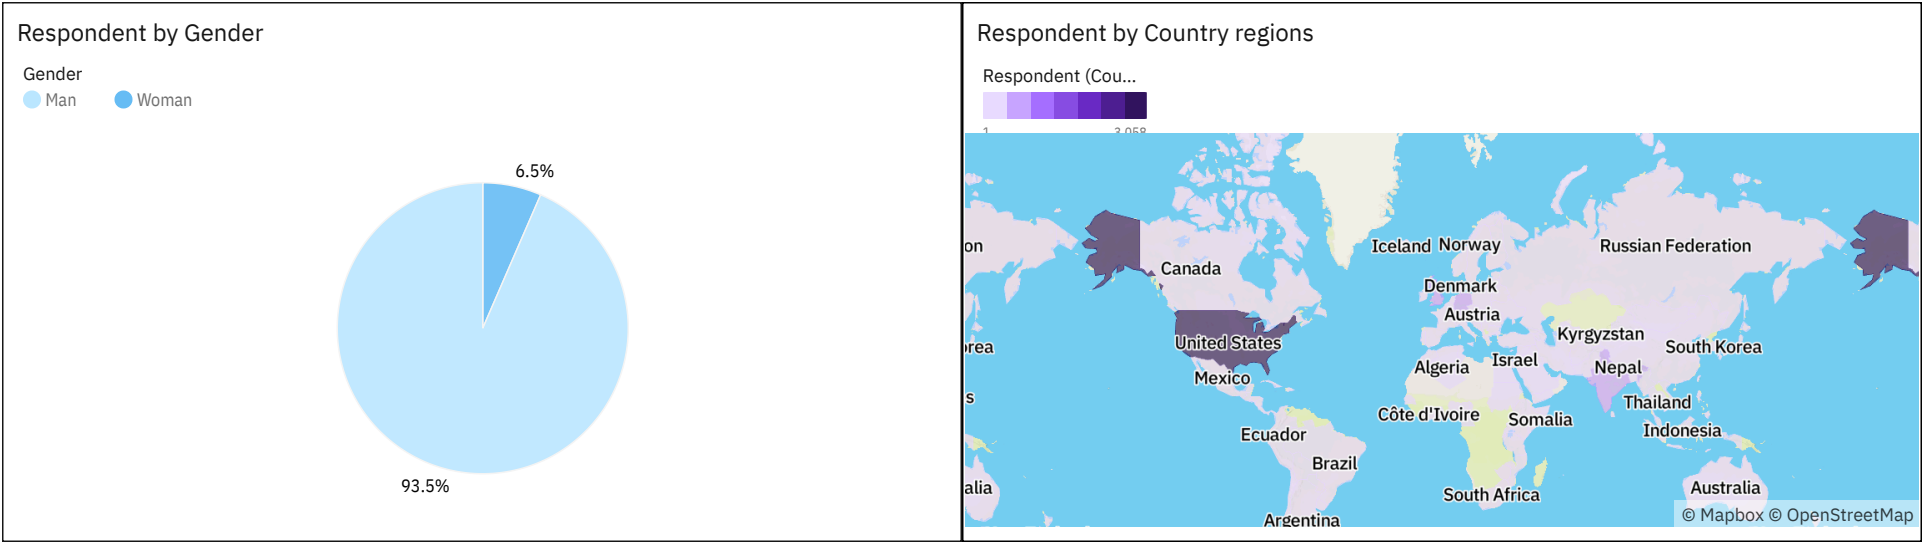 Respondent by Gender
Gender
Man
Woman
6.5%
93.5%
Respondent by Country regions
Respondent (Cou...
1
3,058
on
Iceland
Norway
Russian Federation
Canada
Denmark
Austria
Kyrgyzstan
United States
rea
South Korea
Israel
Algeria
Nepal
Mexico
s
Thailand
Côte d'Ivoire
Somalia
Indonesia
Ecuador
Brazil
alia
South Africa
Australia
Argentina
© Mapbox © OpenStreetMap